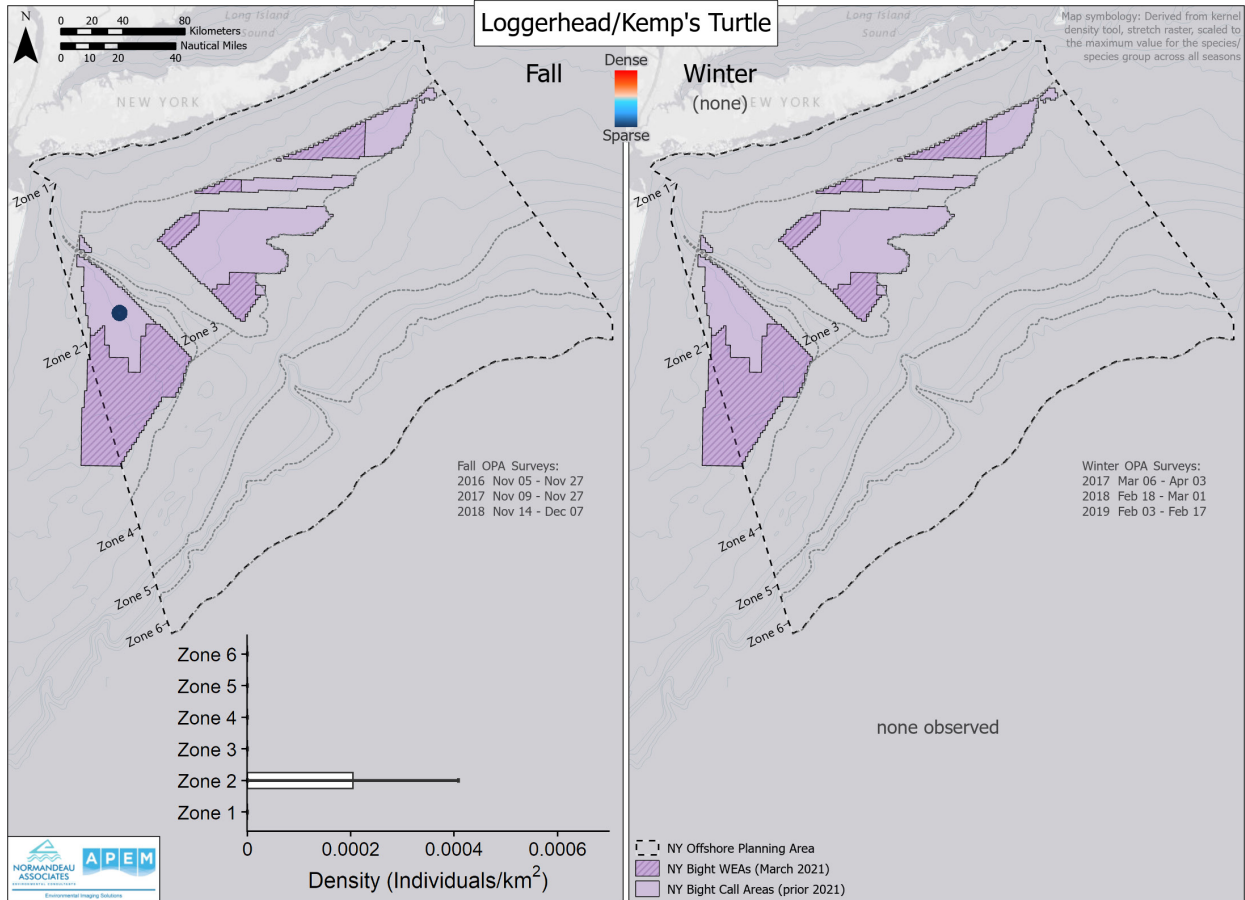 Loggerhead/Kemp's Turtle
N
0 20 40 80
Kilometers
Nautical Miles
0 10 20 40
Long Island
Sound
NEW YORK
Fall
Dense
Sparse
Winter
(none)
EW YORK
Long Island
Sound
Map symbology: Derived from kernel
density tool, stretch raster, scaled to
the maximum value for the species/
species group across all seasons
Zone 1
Zone 2
Zone 3
Zone 4
Zone 5
Zone 6
Fall OPA Surveys:
2016 Nov 05 - Nov 27
2017 Nov 09 - Nov 27
2018 Nov 14 - Dec 07
Zone 1
Zone 2
Zone 3
Zone 4
Zone 5
Zone 6
Winter OPA Surveys:
2017 Mar 06 - Apr 03
2018 Feb 18 - Mar 01
2019 Feb 03 - Feb 17
Zone 6
Zone 5
Zone 4
Zone 3
Zone 2
Zone 1
0 0.0002 0.0004 0.0006
Density (Individuals/km²)
none observed
NY Offshore Planning Area
NY Bight WEAs (March 2021)
NY Bight Call Areas (prior 2021)
NORMANDEAU
ASSOCIATES
ENVIRONMENTAL CONSULTANTS
APEM
Environmental Imaging Solutions